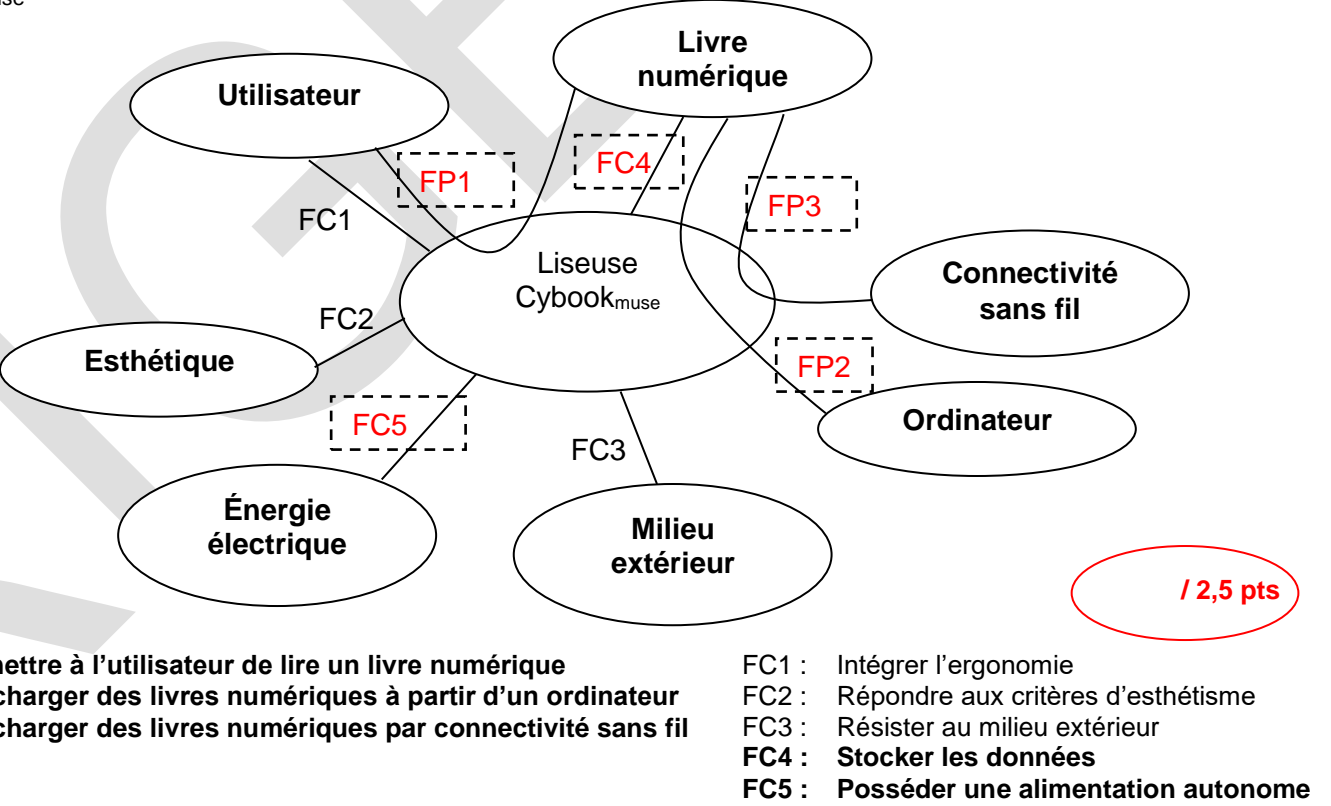 Livre
numérique
Utilisateur
FP1
FC4
FP3
FC1
Liseuse
Cybookmuse
Connectivité
sans fil
FC2
Esthétique
FP2
FC5
Ordinateur
FC3
Énergie
électrique
Milieu
extérieur
/ 2,5 pts
à l’utilisateur de lire un livre numérique
charger des livres numériques à partir d’un ordinateur
charger des livres numériques par connectivité sans fil
FC1 : Intégrer l’ergonomie
FC2 : Répondre aux critères d’esthétisme
FC3 : Résister au milieu extérieur
FC4 : Stocker les données
FC5 : Posséder une alimentation autonome